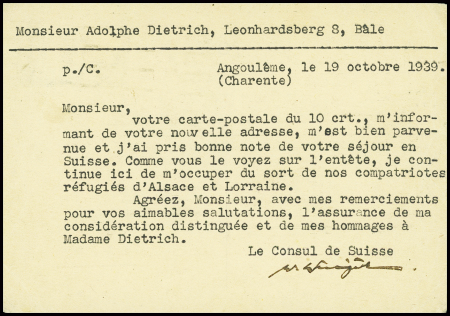 Monsieur Adolphe Dietrich, Leonhardsberg 8, Bâle
p./C. Angoulême, le 19 octobre 1939.
(Charente)
Monsieur,
votre carte-postale du 10 crt., m'infor-
mant de votre nouvelle adresse, m'est bien parve-
nue et j'ai pris bonne note de votre séjour en
Suisse. Comme vous le voyez sur l'entête, je con-
tinue ici de m'occuper du sort de nos compatriotes
réfugiés d'Alsace et Lorraine.
Agréez, Monsieur, avec mes remerciements
pour vos aimables salutations, l'assurance de ma
considération distinguée et de mes hommages à
Madame Dietrich.
Le Consul de Suisse